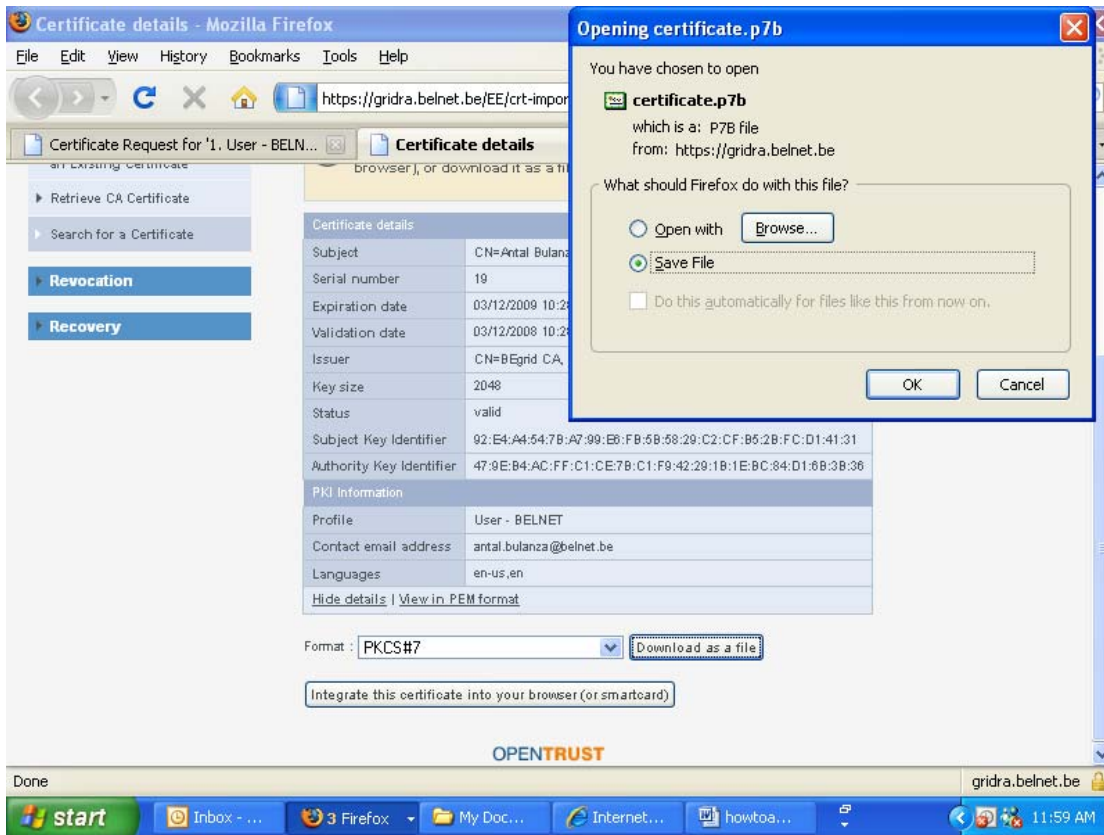 Certificate details - Mozilla Firefox
File Edit View History Bookmarks Tools Help
https://gridra.belnet.be/EE/crt-impor
Certificate Request for '1. User - BELN...
Certificate details
an Existing Certificate
Retrieve CA Certificate
Search for a Certificate
Revocation
Recovery
browser), or download it as a fil
Certificate details
Subject CN=Antal Bulanz
Serial number 19
Expiration date 03/12/2009 10:28
Validation date 03/12/2008 10:28
Issuer CN=BEgrid CA,
Key size 2048
Status valid
Subject Key Identifier 92:E4:A4:54:7B:A7:99:E6:FB:5B:58:29:C2:CF:B5:2B:FC:D1:41:31
Authority Key Identifier 47:9E:B4:AC:FF:C1:CE:7B:C1:F9:42:29:1B:1E:BC:84:D1:6B:3B:36
PKI Information
Profile User - BELNET
Contact email address antal.bulanza@belnet.be
Languages en-us,en
Hide details | View in PEM format
Format : PKCS#7 Download as a file
Integrate this certificate into your browser (or smartcard)
OPENTRUST
Opening certificate.p7b
You have chosen to open
certificate.p7b
which is a: P7B file
from: https://gridra.belnet.be
What should Firefox do with this file?
Open with Browse...
Save File
Do this automatically for files like this from now on.
OK Cancel
Done gridra.belnet.be
start Inbox - ... 3 Firefox My Doc... Internet... howtoa... 11:59 AM